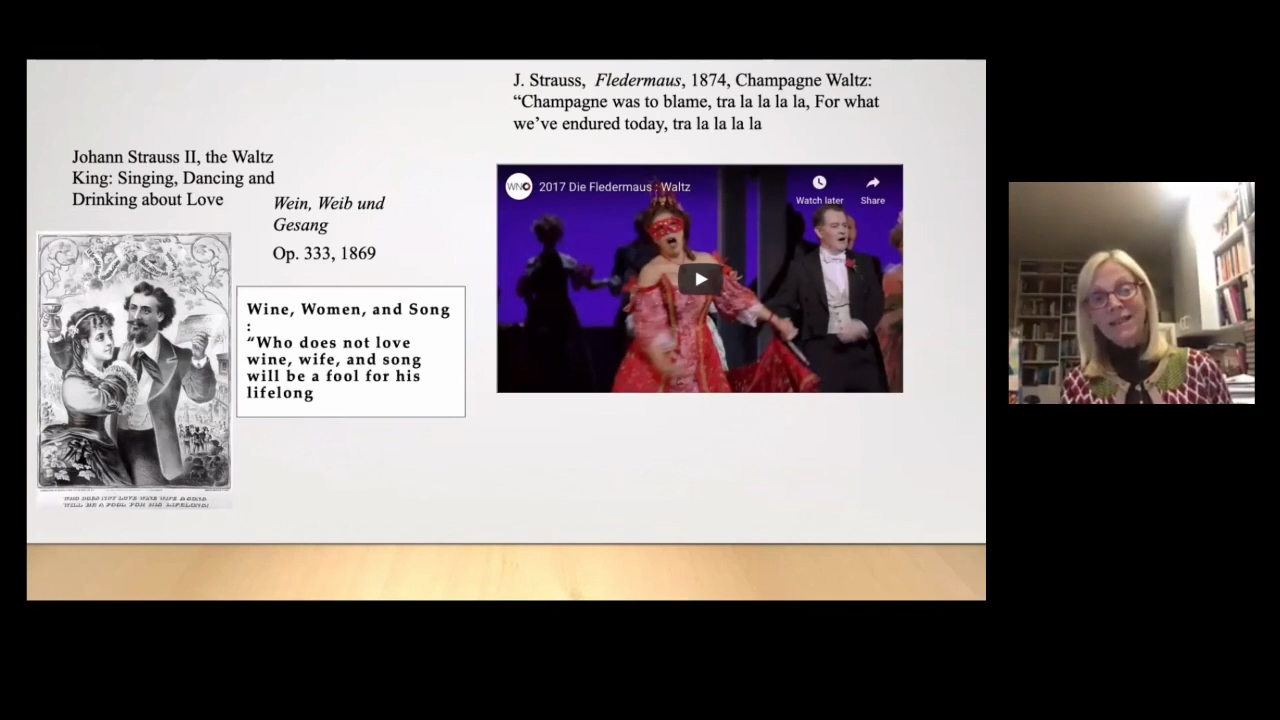 J. Strauss, Fledermaus, 1874, Champagne Waltz:
“Champagne was to blame, tra la la la la, For what
we’ve endured today, tra la la la la
Johann Strauss II, the Waltz
King: Singing, Dancing and
Drinking about Love
Wein, Weib und
Gesang
Op. 333, 1869
Wine, Women, and Song
:
“Who does not love
wine, wife, and song
will be a fool for his
lifelong
WNO
2017 Die Fledermaus : Waltz
Watch later
Share
WHO DOES NOT LOVE WINE WIFE & SONG
WILL BE A FOOL FOR HIS LIFELONG!